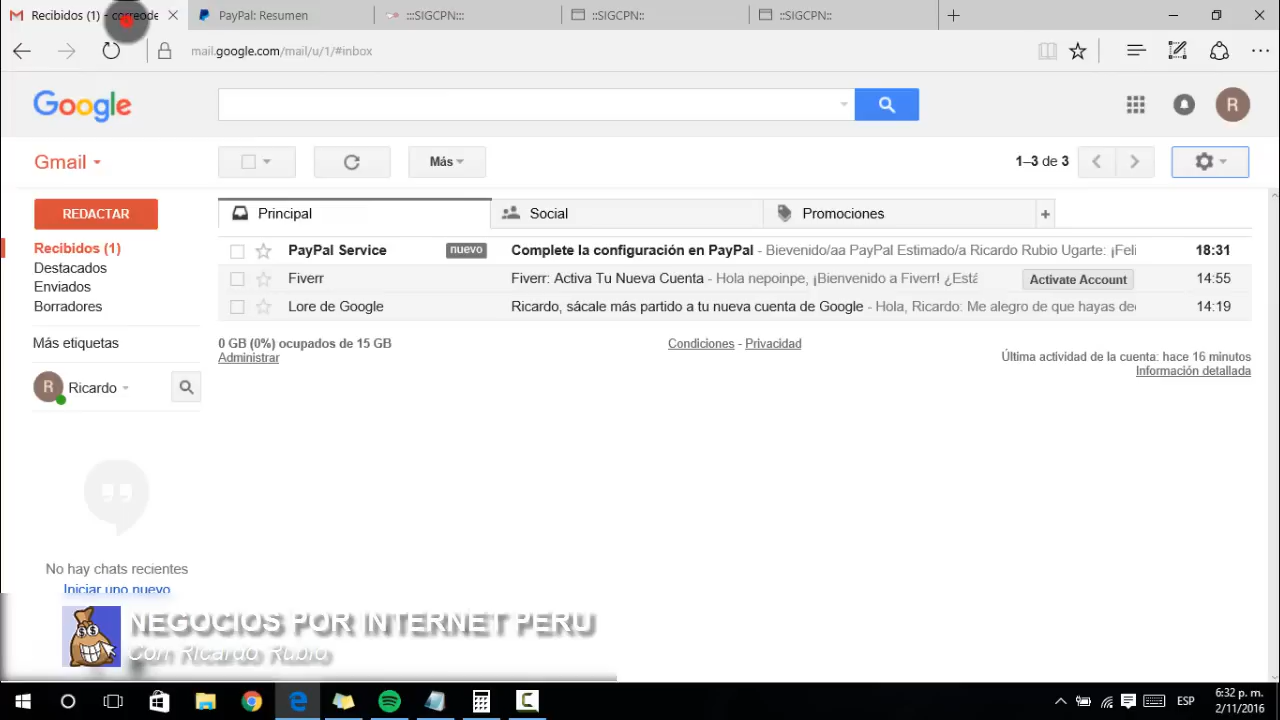 Recibidos (1) - correode
PayPal: Resumen
:::SIGCPN:::
::SIGCPN::
::SIGCPN::
mail.google.com/mail/u/1/#inbox
Google
R
Gmail
Más
1–3 de 3
REDACTAR
Principal
Social
Promociones
Recibidos (1)
PayPal Service nuevo Complete la configuración en PayPal - Bienvenido/aa PayPal Estimado/a Ricardo Rubio Ugarte: ¡Feli 18:31
Destacados
Fiverr Fiverr: Activa Tu Nueva Cuenta - Hola nepoinpe, ¡Bienvenido a Fiverr! ¿Está Activate Account 14:55
Enviados
Borradores
Lore de Google Ricardo, sácale más partido a tu nueva cuenta de Google - Hola, Ricardo: Me alegro de que hayas dec 14:19
Más etiquetas
0 GB (0%) ocupados de 15 GB
Administrar
Condiciones - Privacidad
Última actividad de la cuenta: hace 16 minutos
Información detallada
R Ricardo
No hay chats recientes
Iniciar uno nuevo
NEGOCIOS POR INTERNET PERU
Con Ricardo Rubio
ESP
6:32 p. m.
2/11/2016